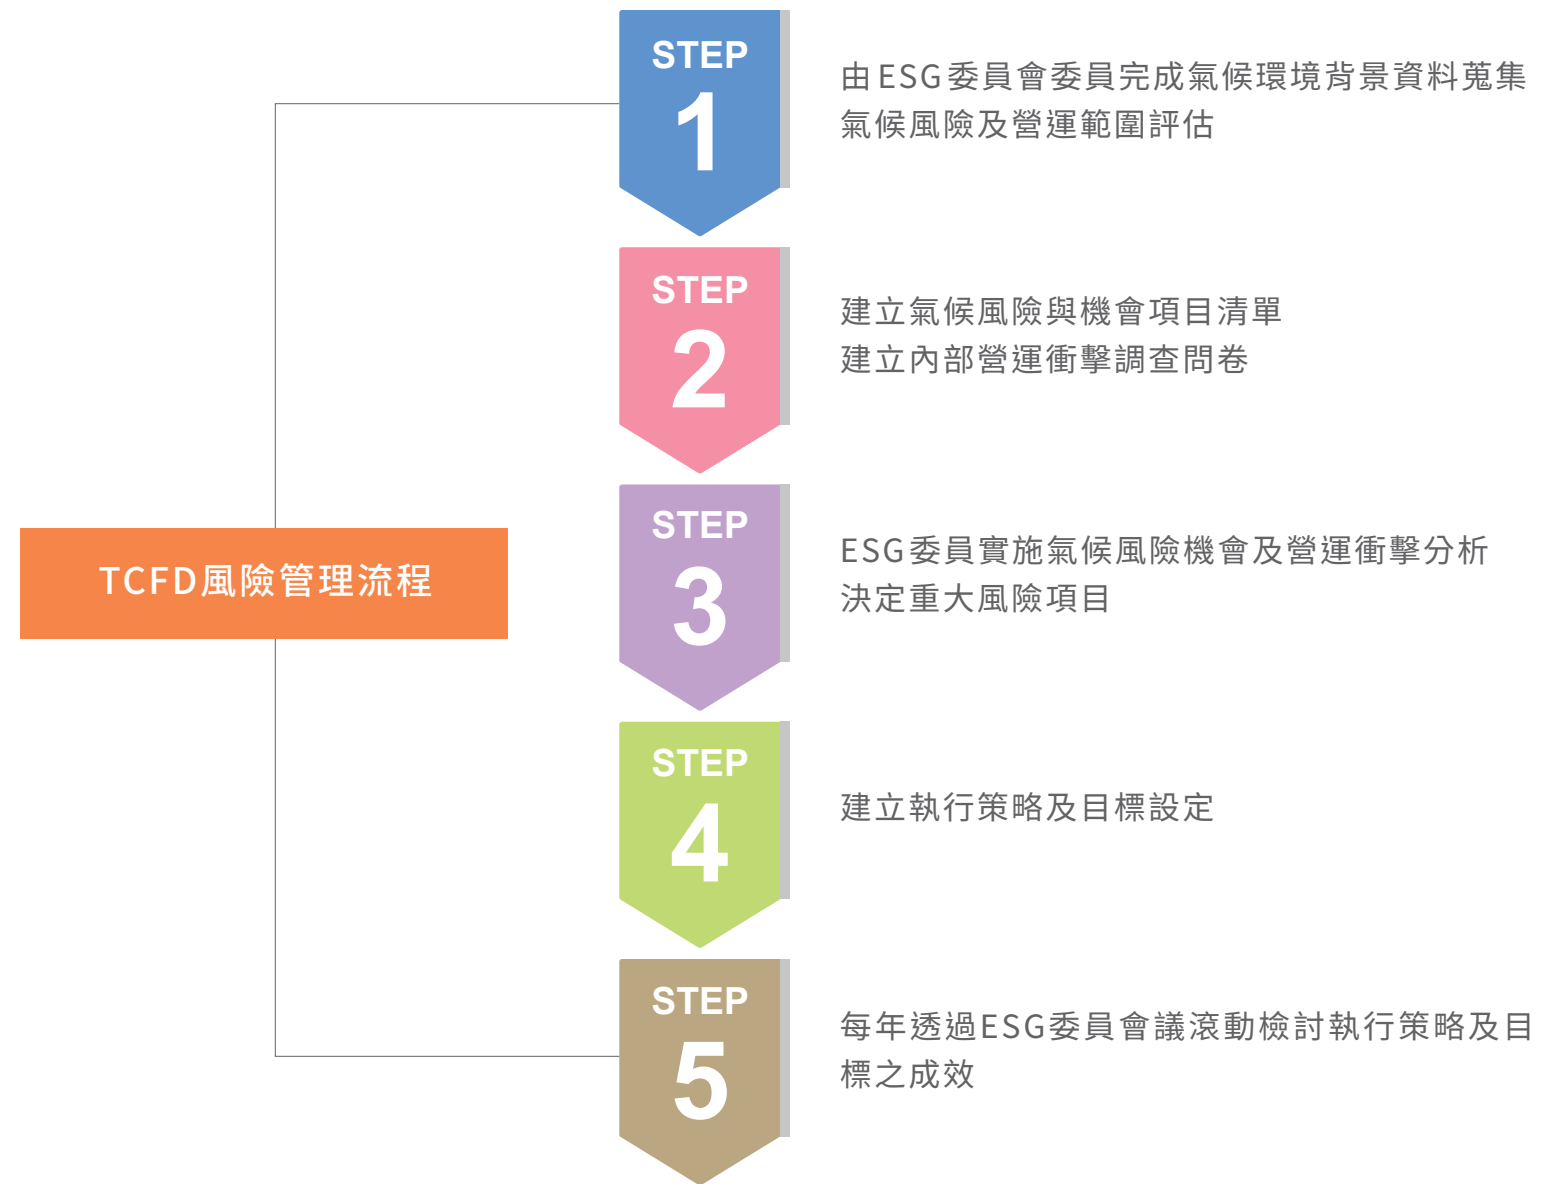 TCFD風險管理流程
STEP
1
由ESG委員會委員完成氣候環境背景資料蒐集
氣候風險及營運範圍評估
STEP
2
建立氣候風險與機會項目清單
建立內部營運衝擊調查問卷
STEP
3
ESG委員實施氣候風險機會及營運衝擊分析
決定重大風險項目
STEP
4
建立執行策略及目標設定
STEP
5
每年透過ESG委員會議滾動檢討執行策略及目
標之成效